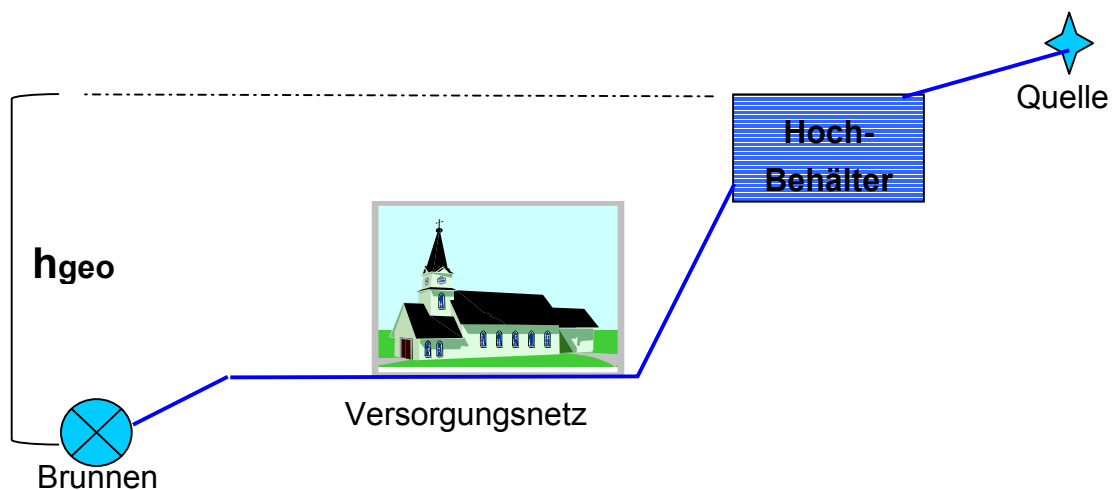 Quelle
Hoch-
Behälter
hgeo
Versorgungsnetz
Brunnen